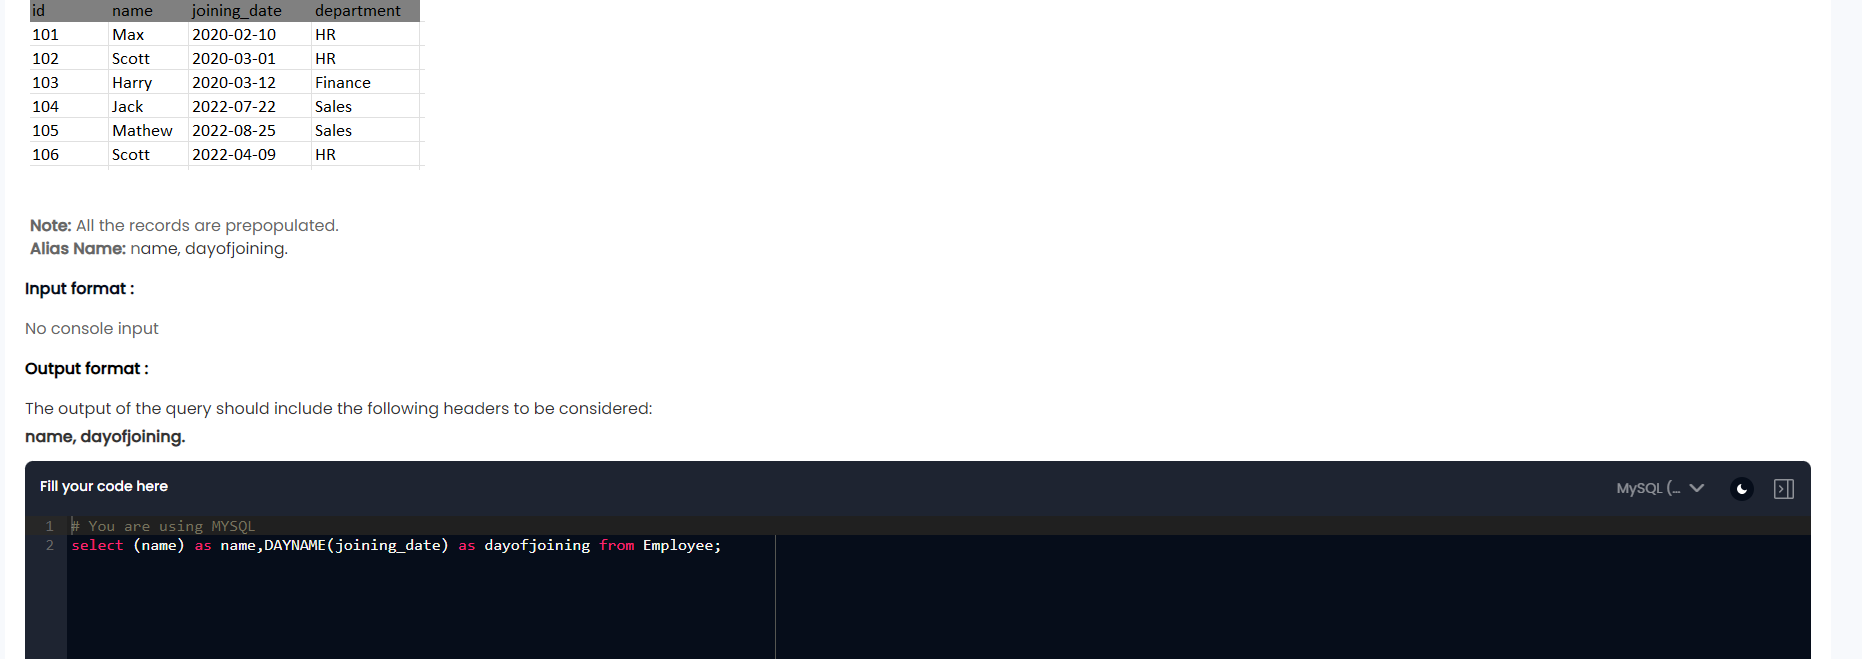 id name joining_date department
101 Max 2020-02-10 HR
102 Scott 2020-03-01 HR
103 Harry 2020-03-12 Finance
104 Jack 2022-07-22 Sales
105 Mathew 2022-08-25 Sales
106 Scott 2022-04-09 HR
Note: All the records are prepopulated.
Alias Name: name, dayofjoining.
Input format :
No console input
Output format :
The output of the query should include the following headers to be considered:
name, dayofjoining.
Fill your code here MySQL (...
1 # You are using MYSQL
2 select (name) as name,DAYNAME(joining_date) as dayofjoining from Employee;